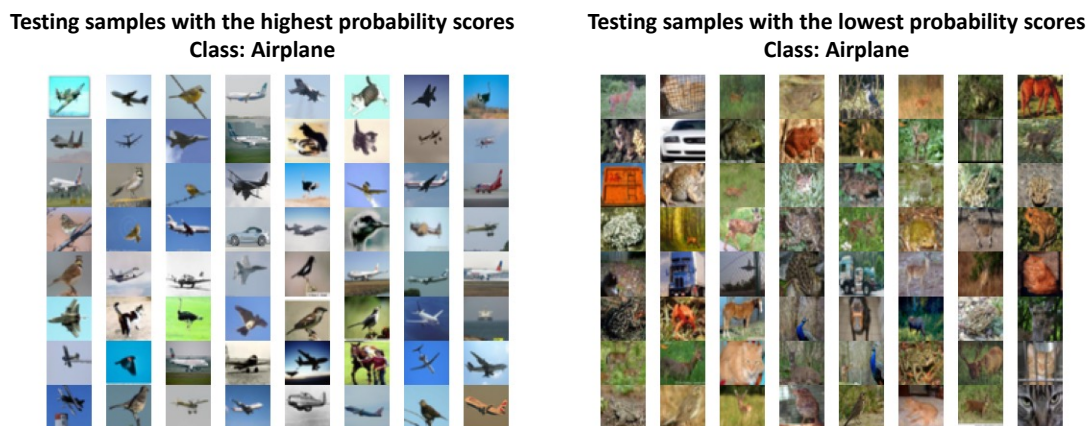 Testing samples with the highest probability scores
Class: Airplane
Testing samples with the lowest probability scores
Class: Airplane